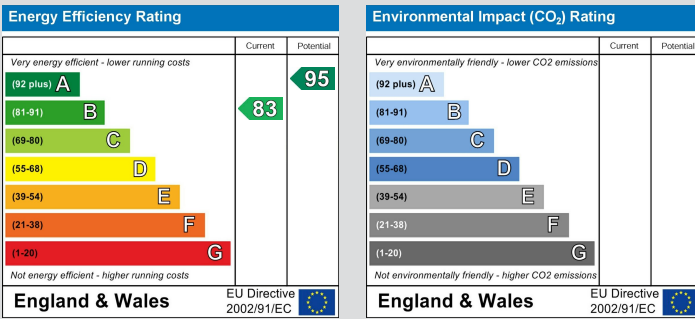 Energy Efficiency Rating
Current Potential
Very energy efficient - lower running costs
(92 plus) A
95
(81-91) B
83
(69-80) C
(55-68) D
(39-54) E
(21-38) F
(1-20) G
Not energy efficient - higher running costs
England & Wales
EU Directive
2002/91/EC
Environmental Impact (CO₂) Rating
Current Potential
Very environmentally friendly - lower CO2 emissions
(92 plus) A
(81-91) B
(69-80) C
(55-68) D
(39-54) E
(21-38) F
(1-20) G
Not environmentally friendly - higher CO2 emissions
England & Wales
EU Directive
2002/91/EC